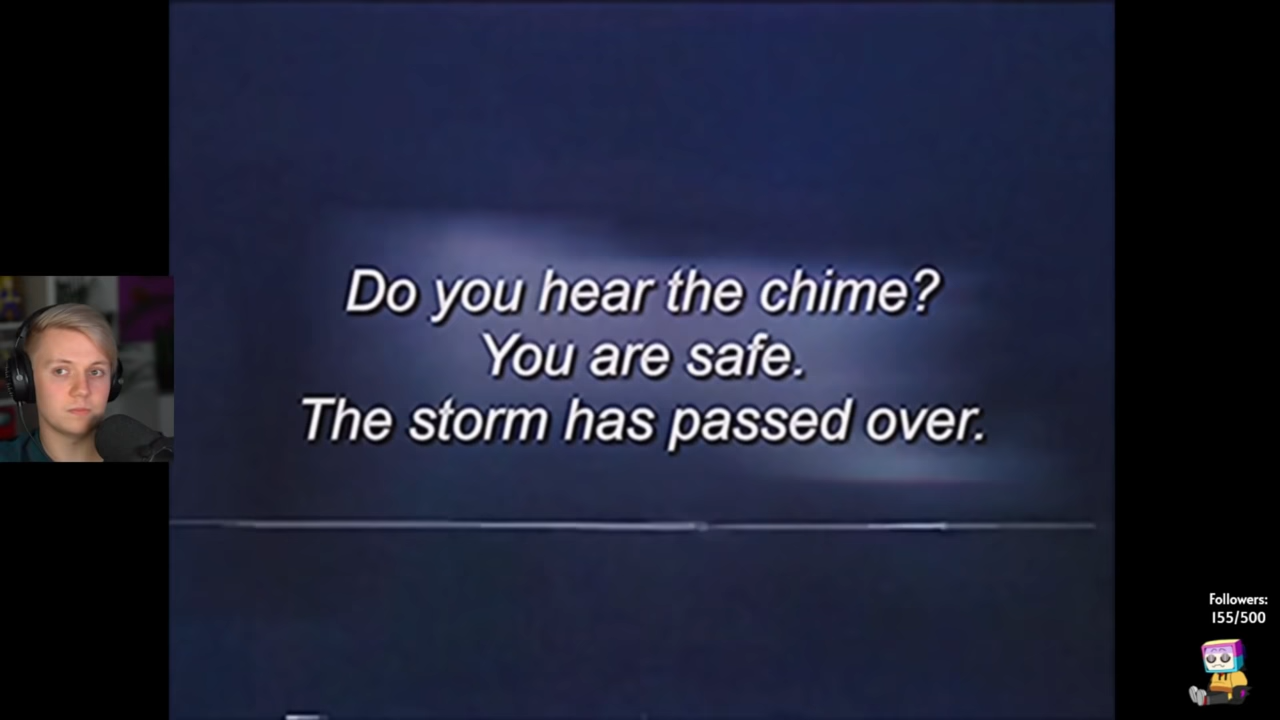 Do you hear the chime?
You are safe.
The storm has passed over.
Followers:
155/500